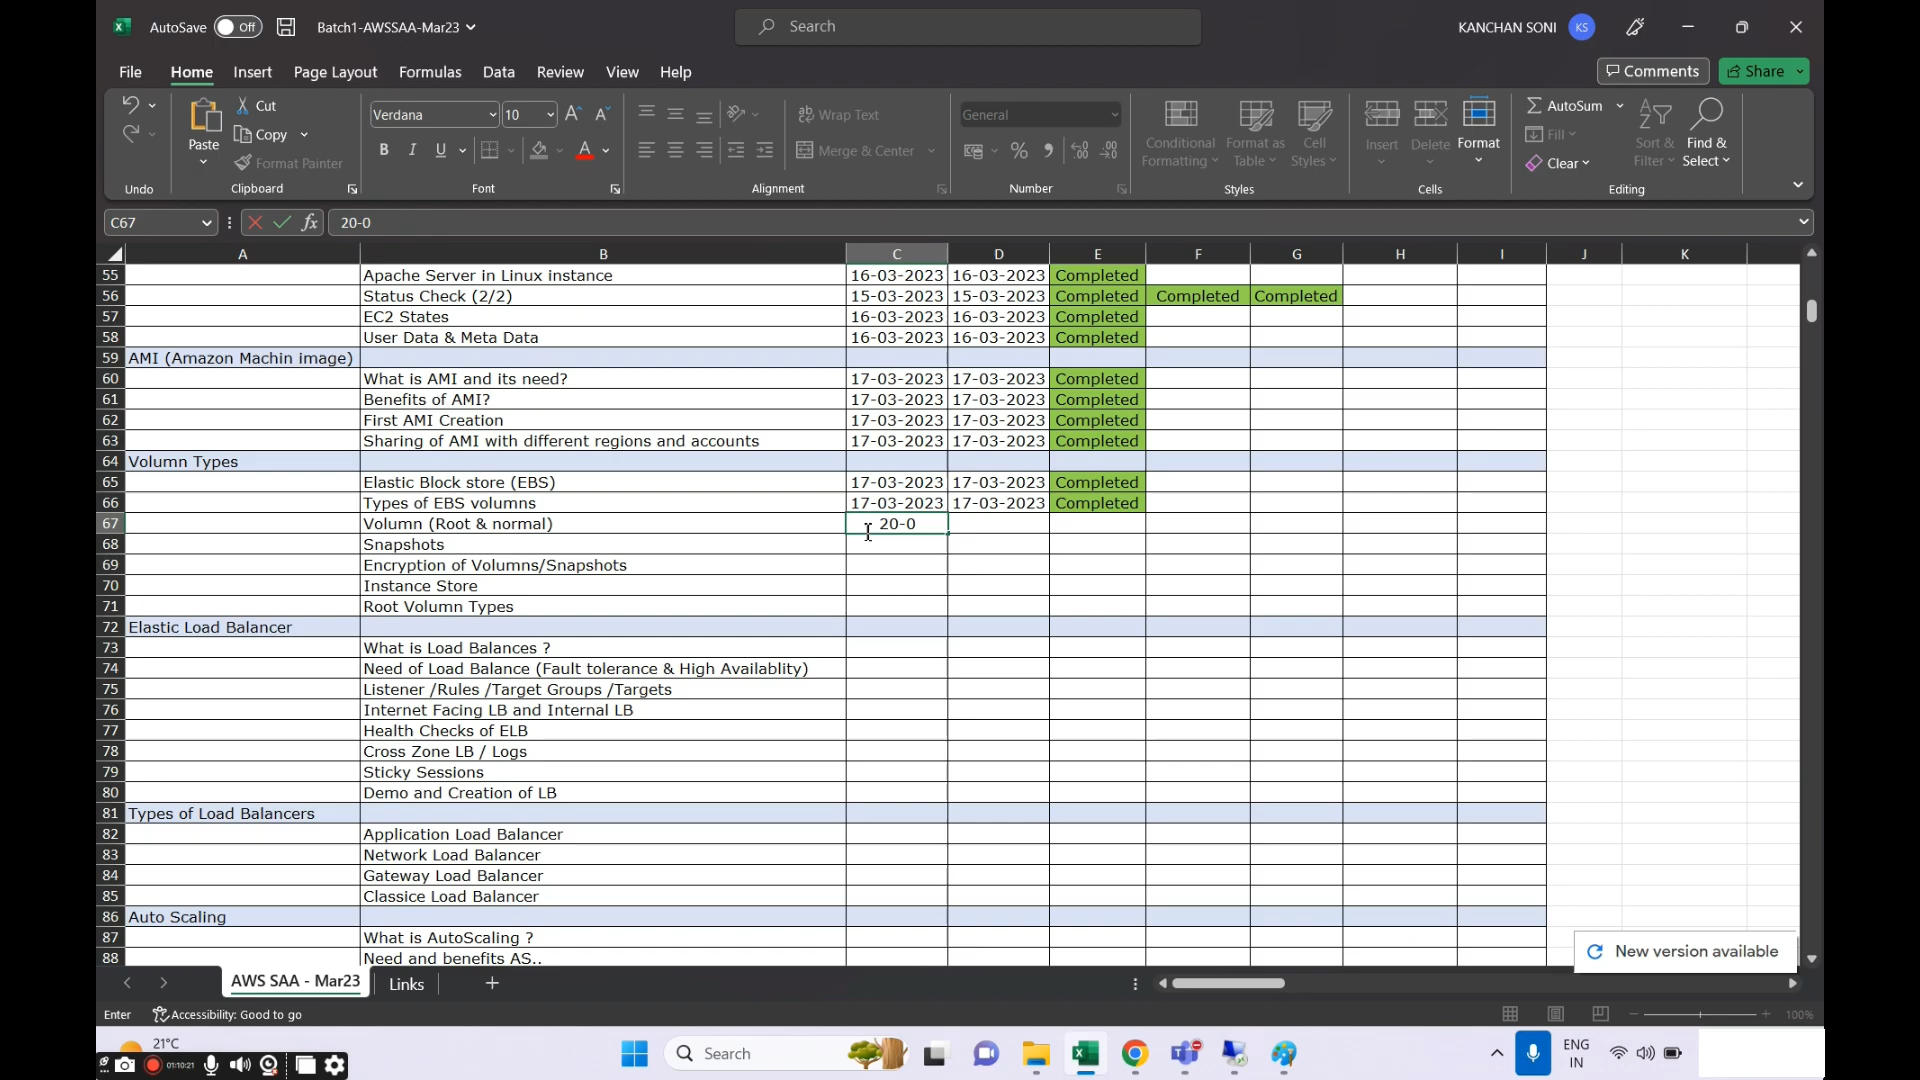 AutoSave Off Batch1-AWSSAA-Mar23 Search KANCHAN SONI KS
File Home Insert Page Layout Formulas Data Review View Help Comments Share
Cut Verdana 10 Wrap Text General AutoSum
Paste Copy Conditional Formatting Format as Table Cell Styles Insert Delete Format Fill Sort & Filter Find & Select
Format Painter B I U Merge & Center Clear
Undo Clipboard Font Alignment Number Styles Cells Editing
C67 fx 20-0
A B C D E F G H I J K
55 Apache Server in Linux instance 16-03-2023 16-03-2023 Completed
56 Status Check (2/2) 15-03-2023 15-03-2023 Completed Completed Completed
57 EC2 States 16-03-2023 16-03-2023 Completed
58 User Data & Meta Data 16-03-2023 16-03-2023 Completed
59 AMI (Amazon Machin image)
60 What is AMI and its need? 17-03-2023 17-03-2023 Completed
61 Benefits of AMI? 17-03-2023 17-03-2023 Completed
62 First AMI Creation 17-03-2023 17-03-2023 Completed
63 Sharing of AMI with different regions and accounts 17-03-2023 17-03-2023 Completed
64 Volumn Types
65 Elastic Block store (EBS) 17-03-2023 17-03-2023 Completed
66 Types of EBS volumns 17-03-2023 17-03-2023 Completed
67 Volumn (Root & normal) 20-0
68 Snapshots
69 Encryption of Volumns/Snapshots
70 Instance Store
71 Root Volumn Types
72 Elastic Load Balancer
73 What is Load Balances ?
74 Need of Load Balance (Fault tolerance & High Availablity)
75 Listener /Rules /Target Groups /Targets
76 Internet Facing LB and Internal LB
77 Health Checks of ELB
78 Cross Zone LB / Logs
79 Sticky Sessions
80 Demo and Creation of LB
81 Types of Load Balancers
82 Application Load Balancer
83 Network Load Balancer
84 Gateway Load Balancer
85 Classice Load Balancer
86 Auto Scaling
87 What is AutoScaling ?
88 Need and benefits AS..
New version available
AWS SAA - Mar23 Links
Enter Accessibility: Good to go 100%
21°C
Search ENG
IN
01:10:21